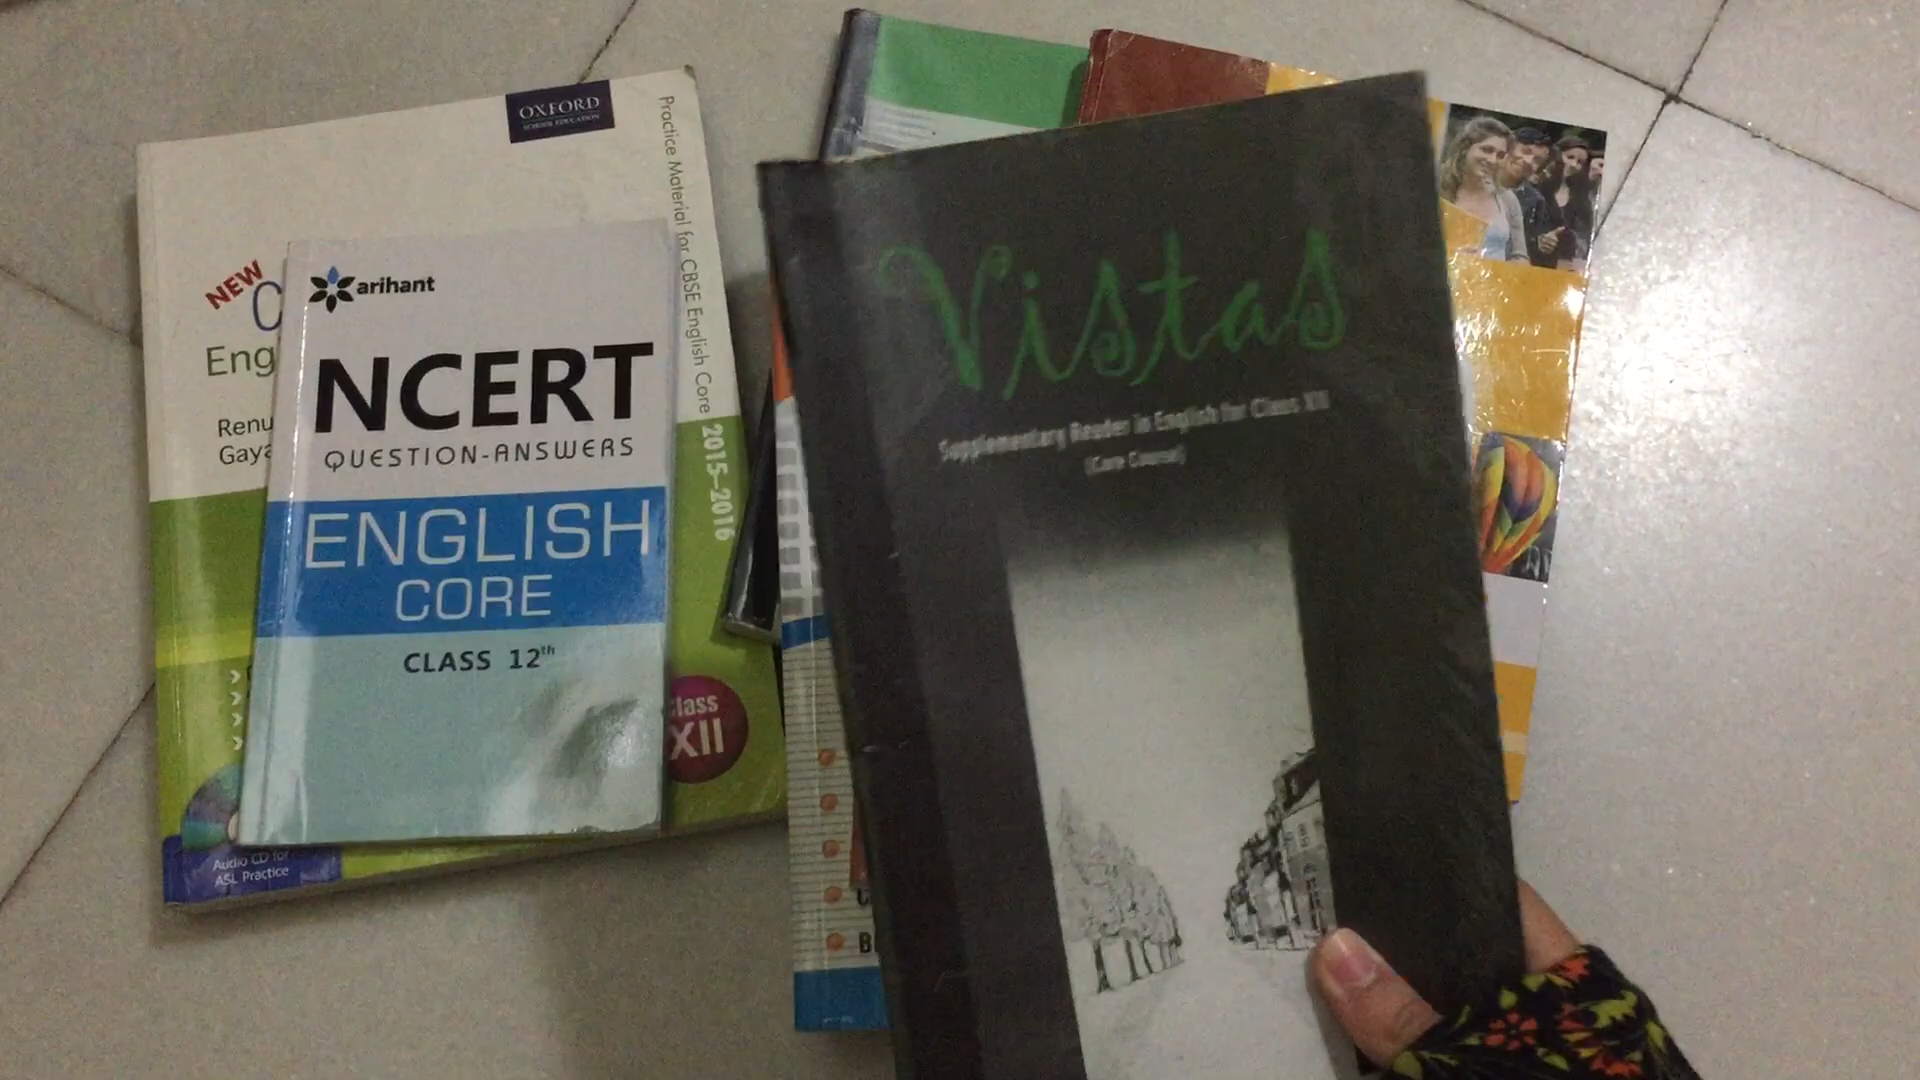 OXFORD
SCHOOL EDUCATION
Practice Material for CBSE English Core 2015-2016
NEW
C
Eng
Renu
Gaya
arihant
NCERT
QUESTION-ANSWERS
ENGLISH
CORE
CLASS 12th
Class
XII
Audio CD for
ASL Practice
Vistas
Supplementary Reader in English for Class XII
(Core Course)
B